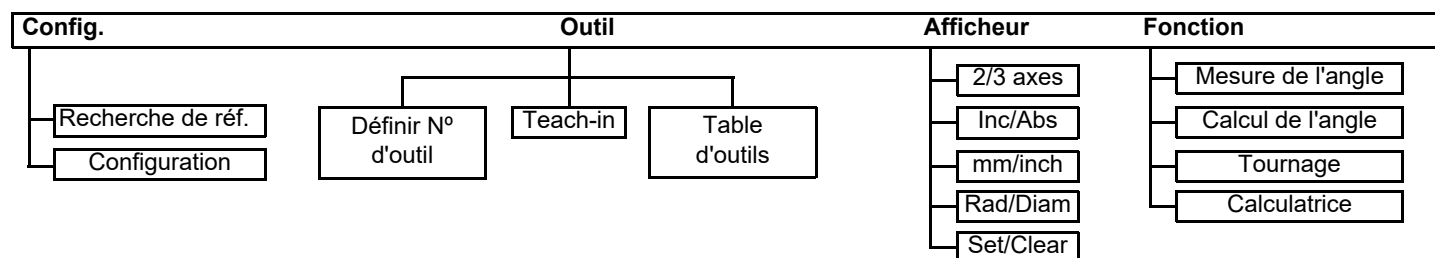 Config. Outil Afficheur Fonction
Recherche de réf.
Configuration
Définir Nº
d'outil
Teach-in
Table
d'outils
2/3 axes
Inc/Abs
mm/inch
Rad/Diam
Set/Clear
Mesure de l'angle
Calcul de l'angle
Tournage
Calculatrice